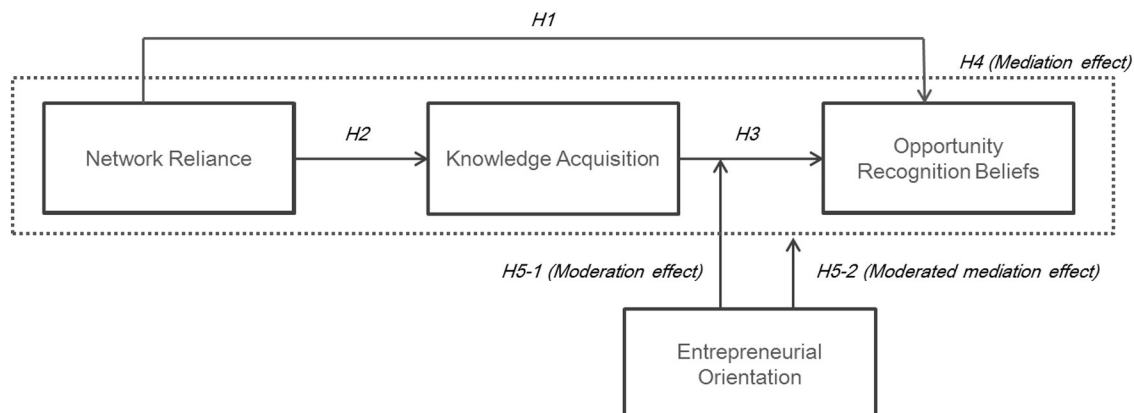 H1
H4 (Mediation effect)
Network Reliance
H2
Knowledge Acquisition
H3
Opportunity
Recognition Beliefs
H5-1 (Moderation effect)
H5-2 (Moderated mediation effect)
Entrepreneurial
Orientation